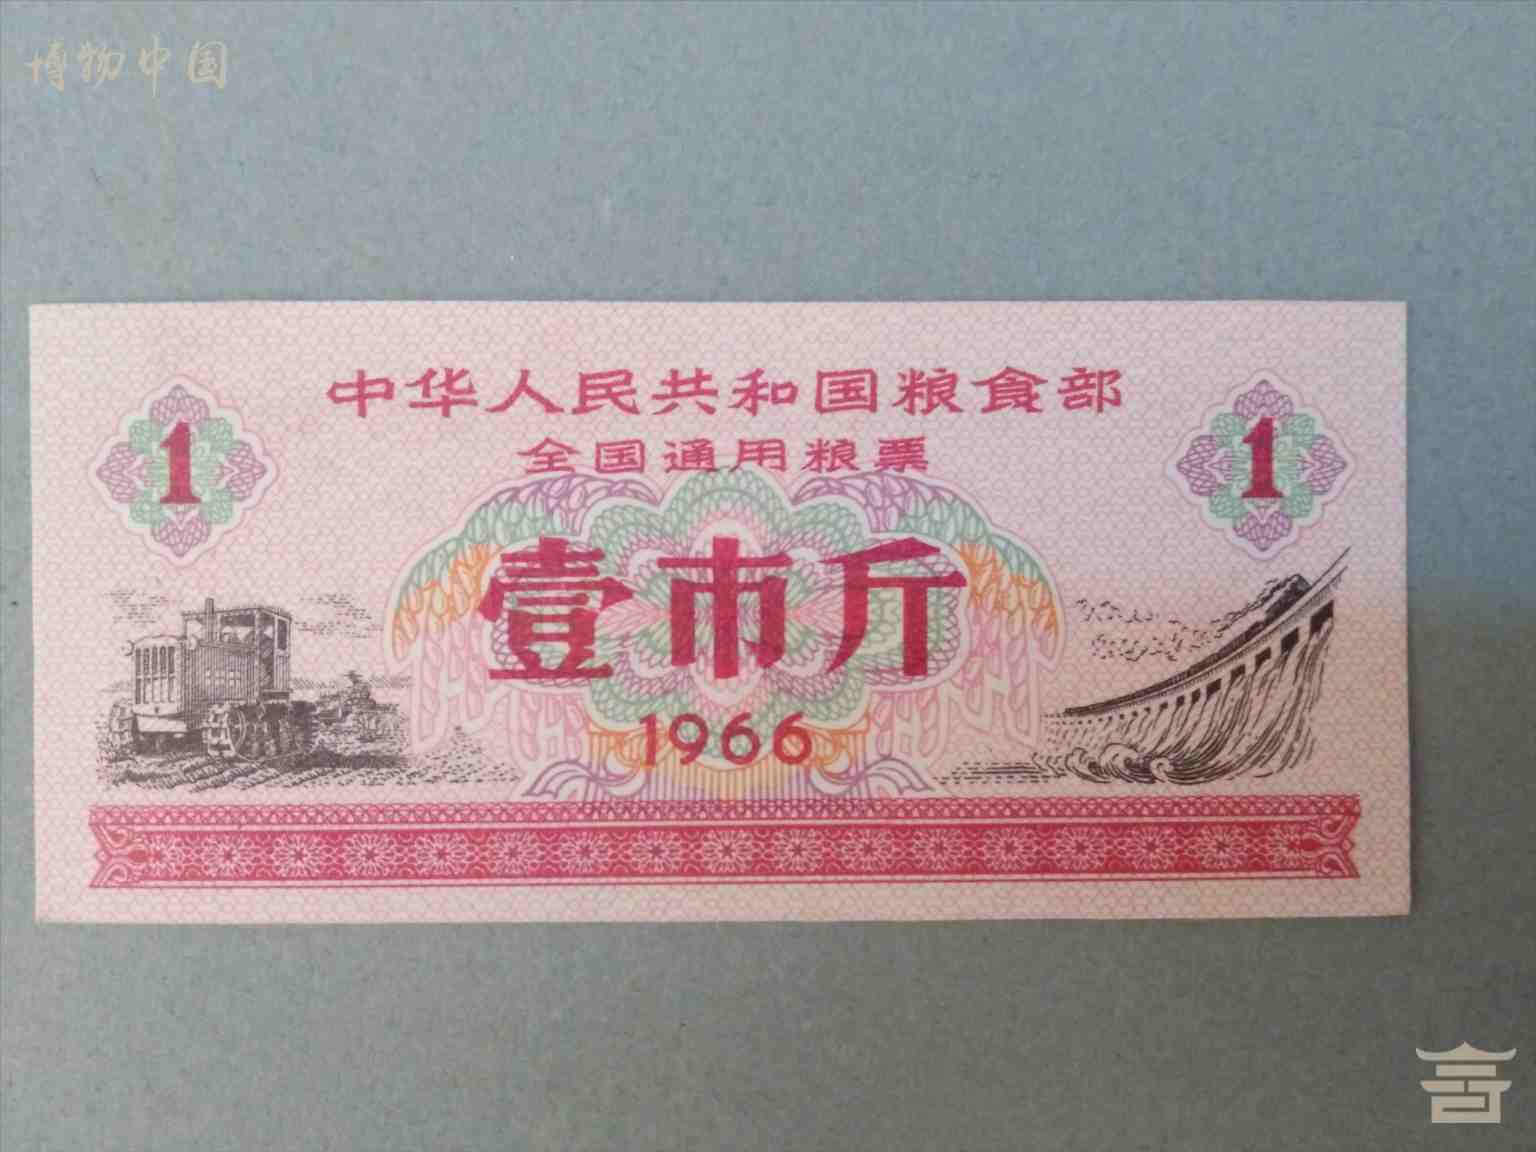 博物中国
中华人民共和国粮食部
全国通用粮票
1
1
壹市斤
1966